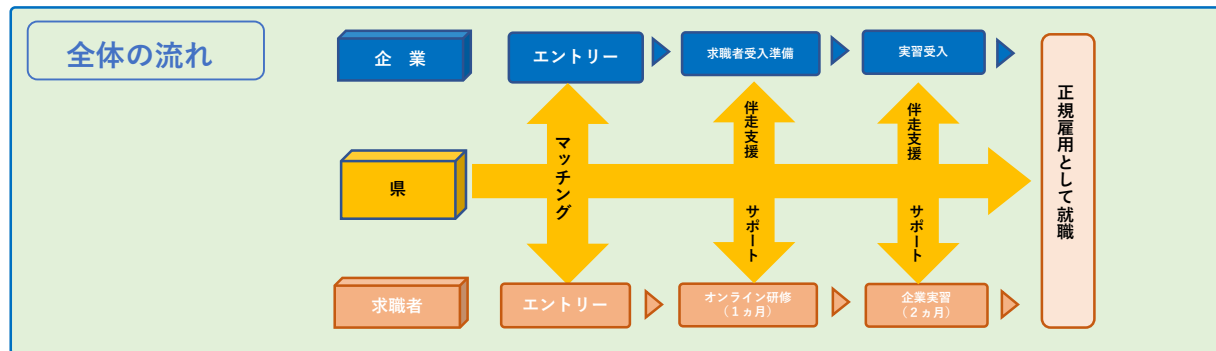 全体の流れ
企　業
エントリー
求職者受入準備
実習受入
マッチング
伴走支援
伴走支援
県
サポート
サポート
正規雇用として就職
求職者
エントリー
オンライン研修
（１ヵ月）
企業実習
（２ヵ月）